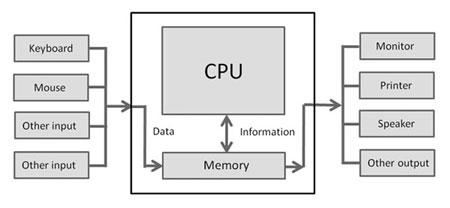 Keyboard
Mouse
Other input
Other input
CPU
Data
Information
Memory
Monitor
Printer
Speaker
Other output